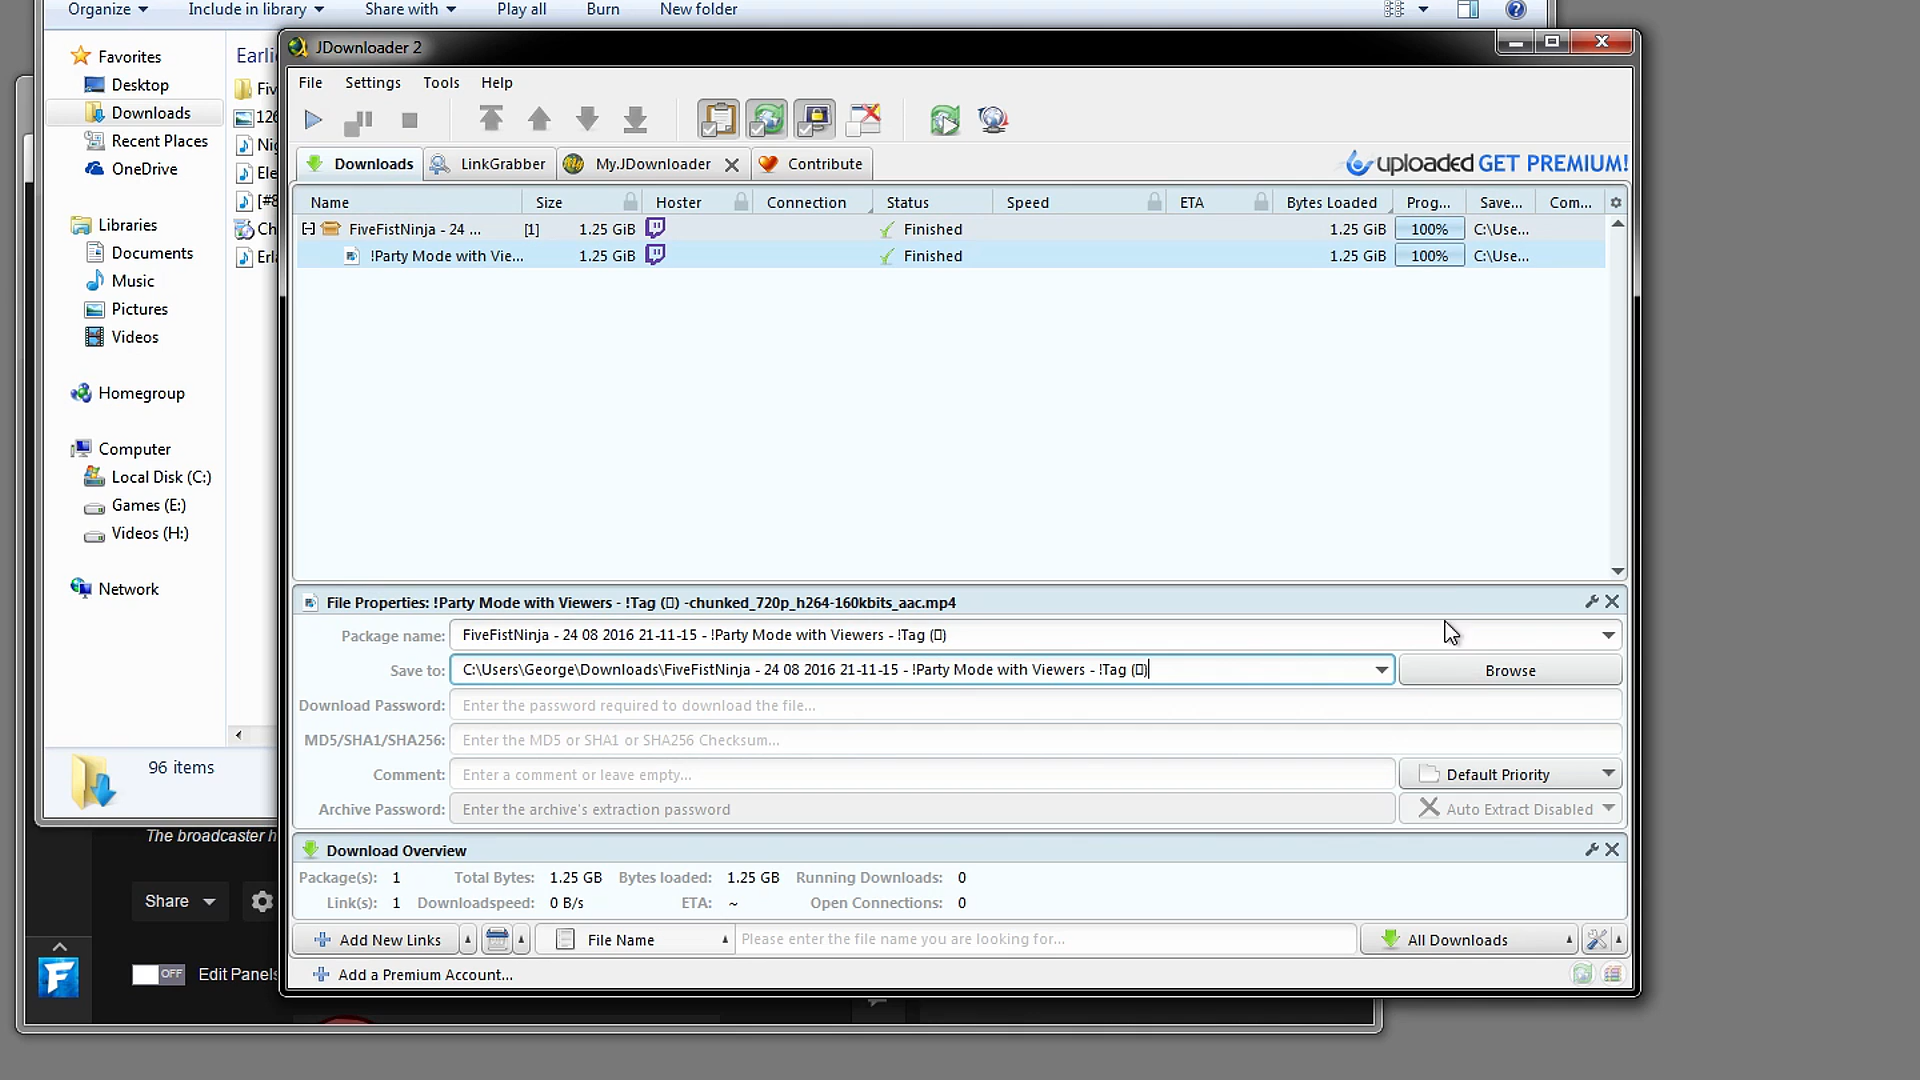 Organize
Include in library
Share with
Play all
Burn
New folder
Favorites
Desktop
Downloads
Recent Places
OneDrive
Libraries
Documents
Music
Pictures
Videos
Homegroup
Computer
Local Disk (C:)
Games (E:)
Videos (H:)
Network
96 items
Earli
Fiv
126
Nig
Ele
[#8
Ch
Erla
The broadcaster h
Share
OFF
Edit Panels
JDownloader 2
File Settings Tools Help
Downloads
LinkGrabber
My.JDownloader
Contribute
uploaded GET PREMIUM!
Name Size Hoster Connection Status Speed ETA Bytes Loaded Prog... Save... Com...
FiveFistNinja - 24 ... [1] 1.25 GiB Finished 1.25 GiB 100% C:\Use...
!Party Mode with Vie... 1.25 GiB Finished 1.25 GiB 100% C:\Use...
File Properties: !Party Mode with Viewers - !Tag (▯) -chunked_720p_h264-160kbits_aac.mp4
Package name: FiveFistNinja - 24 08 2016 21-11-15 - !Party Mode with Viewers - !Tag (▯)
Save to: C:\Users\George\Downloads\FiveFistNinja - 24 08 2016 21-11-15 - !Party Mode with Viewers - !Tag (▯) Browse
Download Password: Enter the password required to download the file...
MD5/SHA1/SHA256: Enter the MD5 or SHA1 or SHA256 Checksum...
Comment: Enter a comment or leave empty... Default Priority
Archive Password: Enter the archive's extraction password Auto Extract Disabled
Download Overview
Package(s): 1 Total Bytes: 1.25 GB Bytes loaded: 1.25 GB Running Downloads: 0
Link(s): 1 Downloadspeed: 0 B/s ETA: ~ Open Connections: 0
Add New Links File Name Please enter the file name you are looking for... All Downloads
Add a Premium Account...